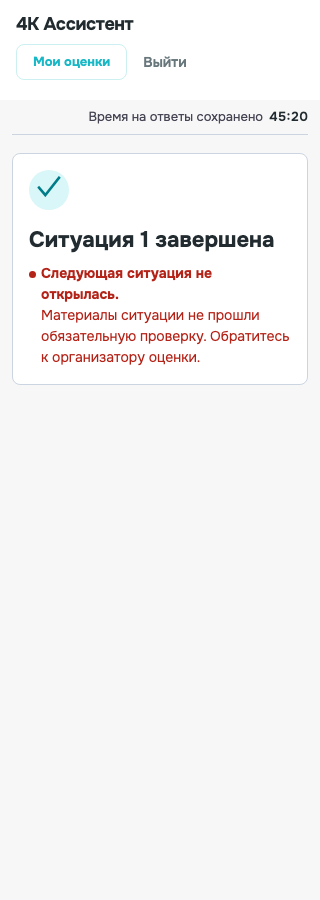 4K Ассистент
Мои оценки
Выйти
Время на ответы сохранено 45:20
Ситуация 1 завершена
Следующая ситуация не
открылась.
Материалы ситуации не прошли
обязательную проверку. Обратитесь
к организатору оценки.